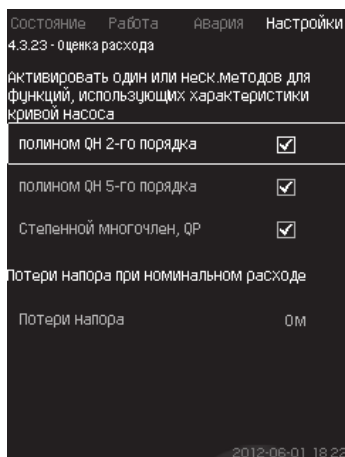 Состояние Работа Авария Настройки
4.3.23 - Оценка расхода
Активировать один или неск.методов для
функций, использующих характеристики
кривой насоса
полином QH 2-го порядка
полином QH 5-го порядка
Степенной многочлен, QP
Потери напора при номинальном расходе
Потери напора 0м
2012-06-01 18:22